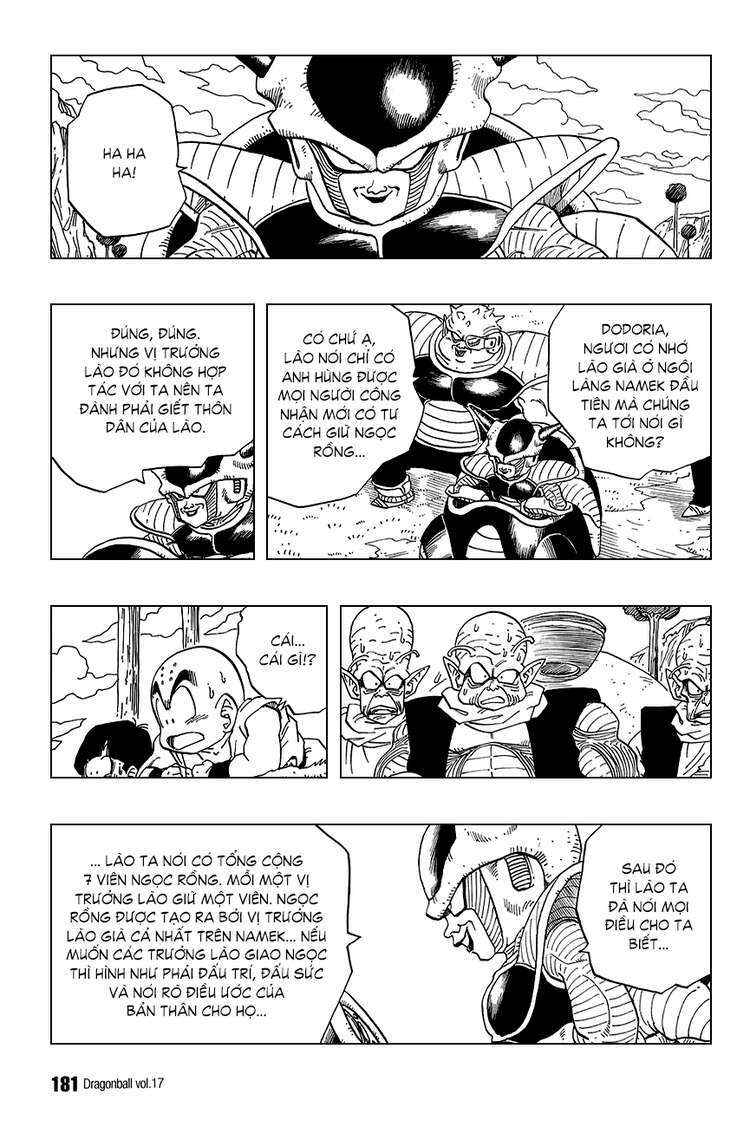 HA HA
HA!
DODORIA,
NGƯƠI CÓ NHỚ
LÃO GIÀ Ở NGÔI
LÀNG NAMEK ĐẦU
TIÊN MÀ CHÚNG
TA TỚI NÓI GÌ
KHÔNG?
CÓ CHỨ Ạ,
LÃO NÓI CHỈ CÓ
ANH HÙNG ĐƯỢC
MỌI NGƯỜI CÔNG
NHẬN MỚI CÓ TƯ
CÁCH GIỮ NGỌC
RỒNG...
ĐÚNG, ĐÚNG.
NHƯNG VỊ TRƯỞNG
LÃO ĐÓ KHÔNG HỢP
TÁC VỚI TA NÊN TA
ĐÀNH PHẢI GIẾT THÔN
DÂN CỦA LÃO.
CÁI...
CÁI GÌ!?
SAU ĐÓ
THÌ LÃO TA
ĐÃ NÓI MỌI
ĐIỀU CHO TA
BIẾT...
... LÃO TA NÓI CÓ TỔNG CỘNG
7 VIÊN NGỌC RỒNG. MỖI MỘT VỊ
TRƯỞNG LÃO GIỮ MỘT VIÊN. NGỌC
RỒNG ĐƯỢC TẠO RA BỞI VỊ TRƯỞNG
LÃO GIÀ CẢ NHẤT TRÊN NAMEK... NẾU
MUỐN CÁC TRƯỞNG LÃO GIAO NGỌC
THÌ HÌNH NHƯ PHẢI ĐẤU TRÍ, ĐẤU SỨC
VÀ NÓI RÕ ĐIỀU ƯỚC CỦA
BẢN THÂN CHO HỌ...
181 Dragonball vol.17